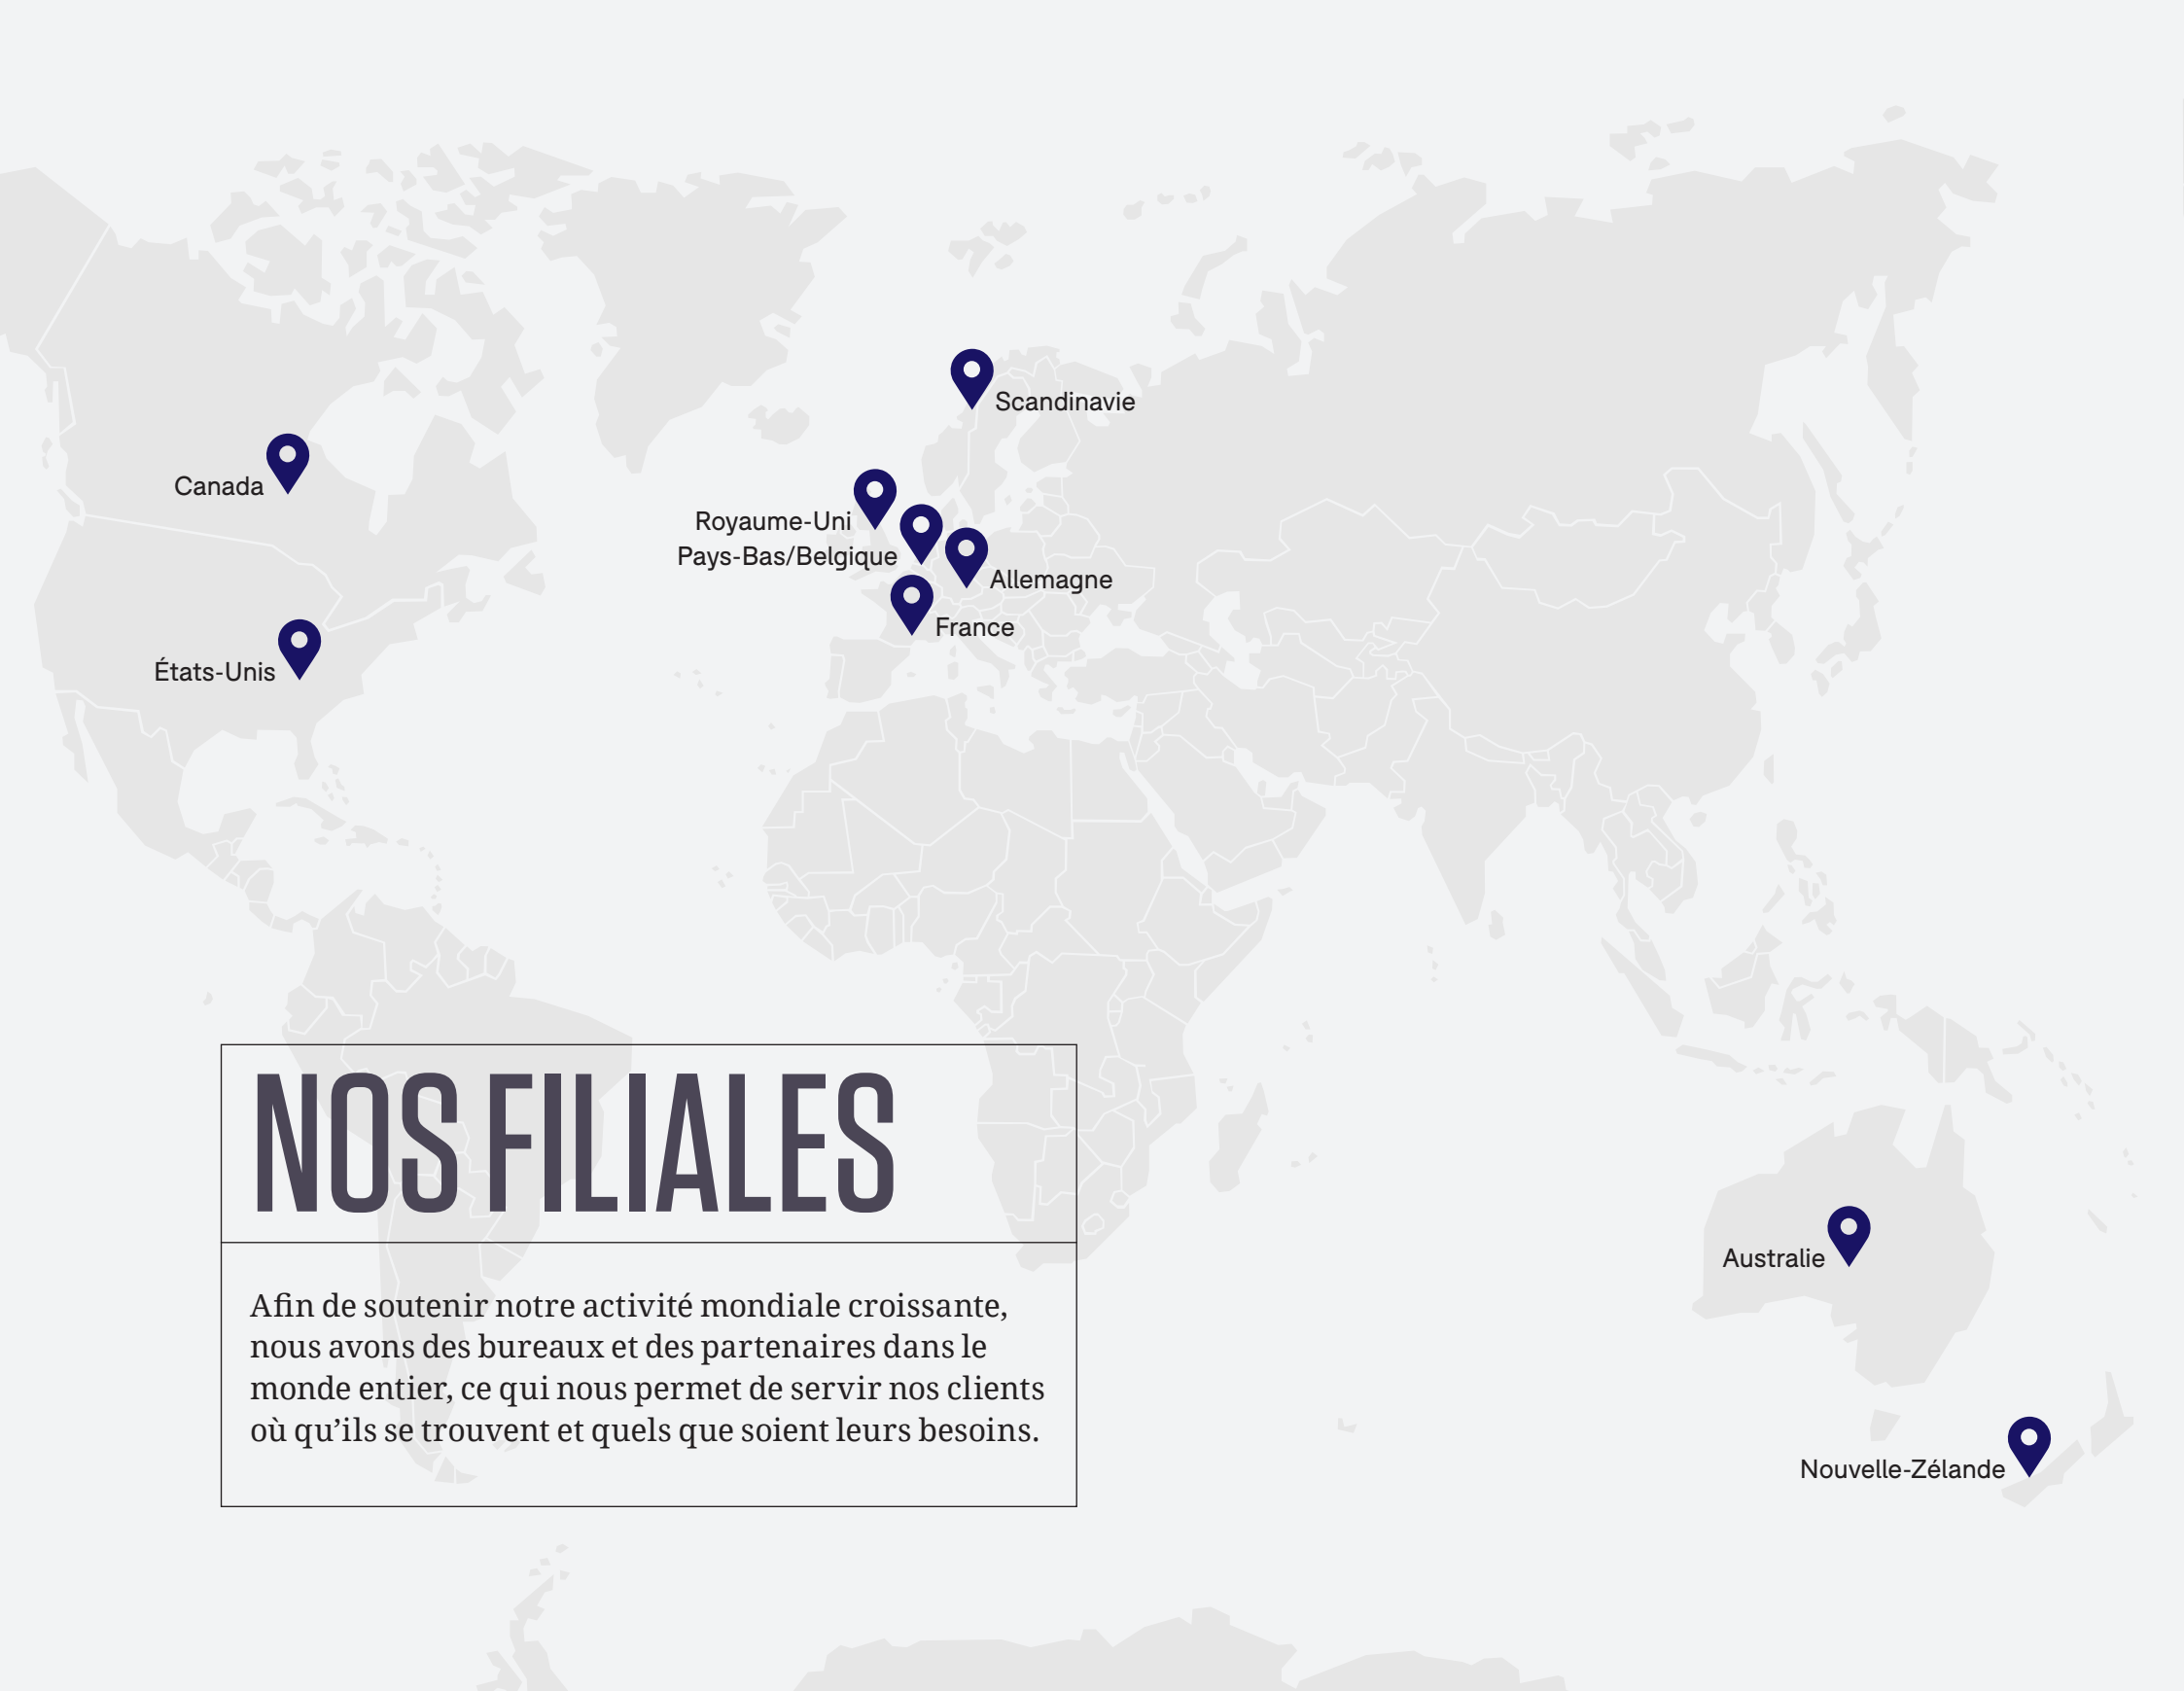 Scandinavie
Canada
Royaume-Uni
Pays-Bas/Belgique
Allemagne
France
États-Unis
NOS FILIALES
Afin de soutenir notre activité mondiale croissante,
nous avons des bureaux et des partenaires dans le
monde entier, ce qui nous permet de servir nos clients
où qu’ils se trouvent et quels que soient leurs besoins.
Australie
Nouvelle-Zélande